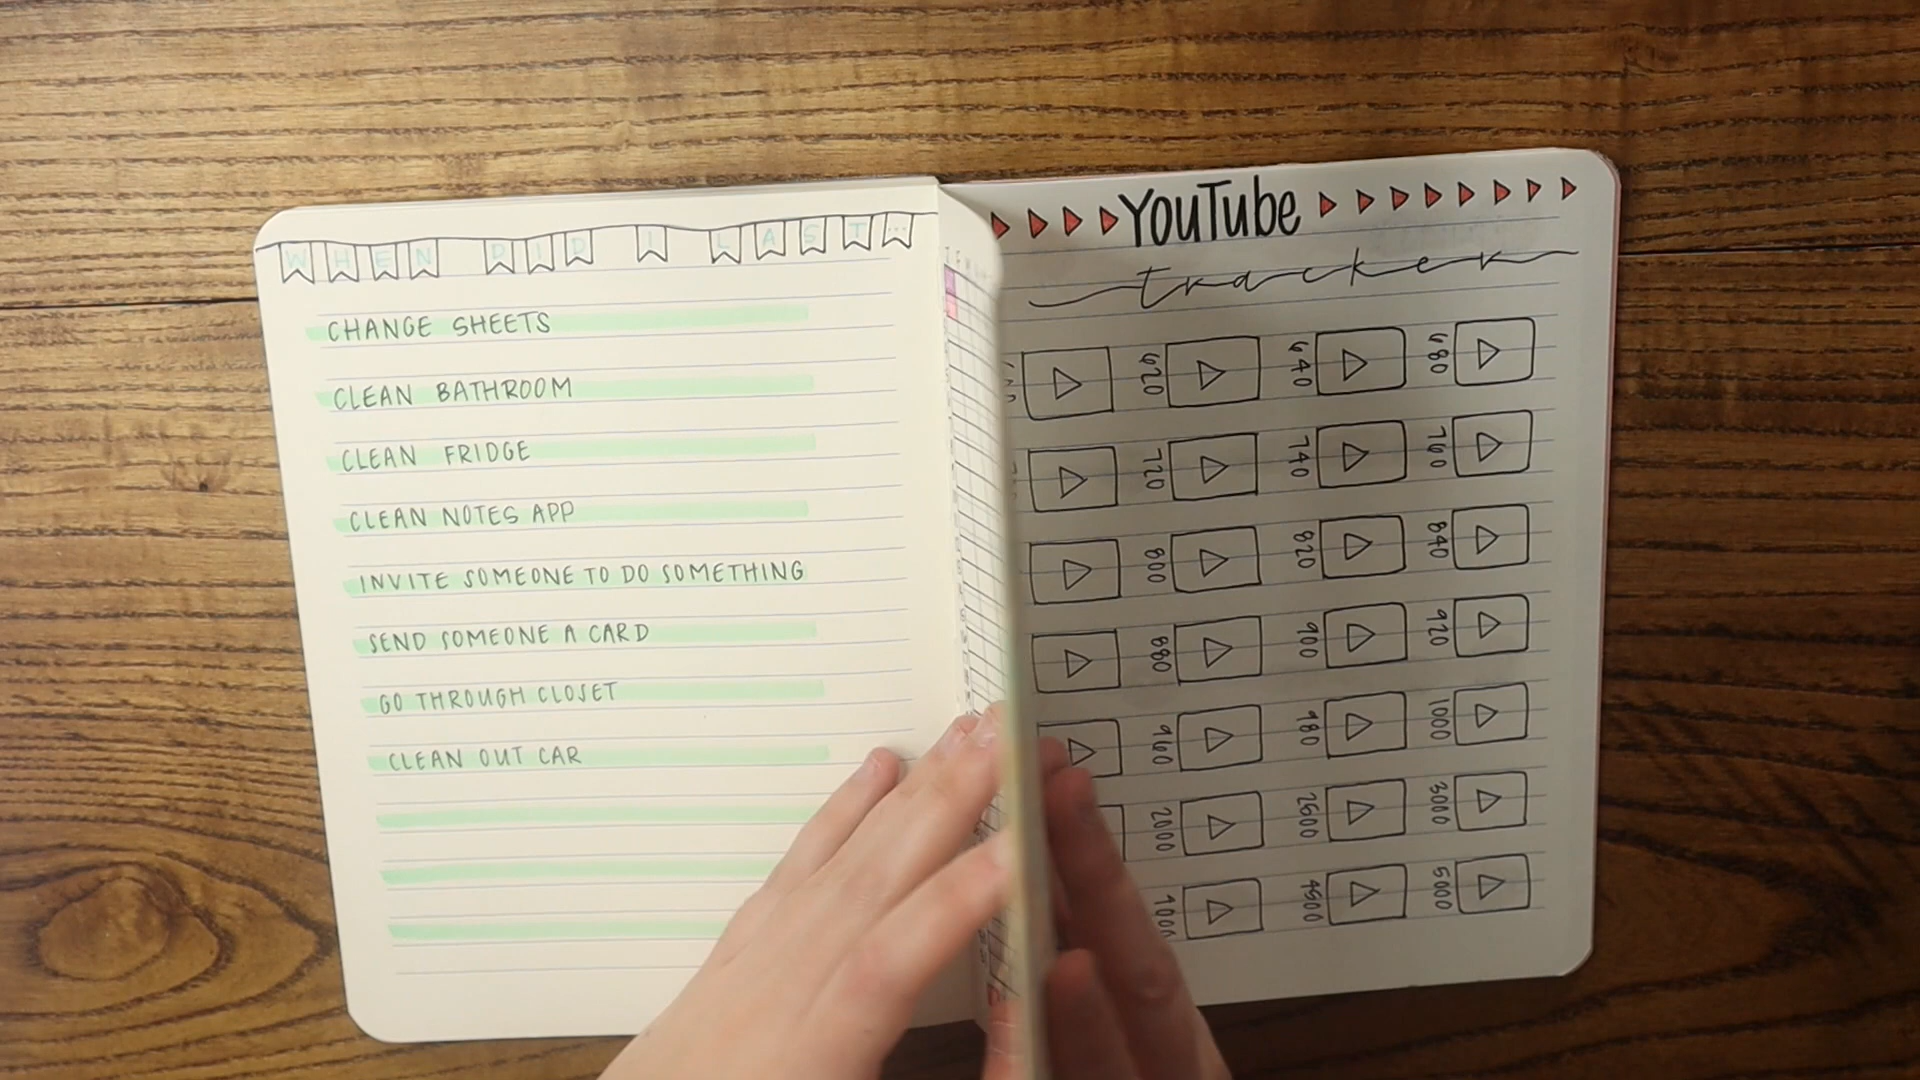 WHEN DID I LAST...
CHANGE SHEETS
CLEAN BATHROOM
CLEAN FRIDGE
CLEAN NOTES APP
INVITE SOMEONE TO DO SOMETHING
SEND SOMEONE A CARD
GO THROUGH CLOSET
CLEAN OUT CAR
YouTube
tracker
620 640 680
720 740 760
800 820 840
880 900 920
960 980 1000
2000 2500 3000
4500 5000